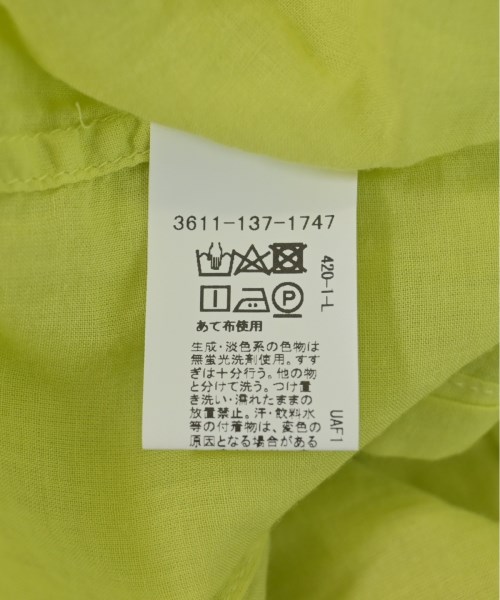 3611-137-1747
P
あて布使用
生成・淡色系の色物は
無蛍光洗剤使用。すす
ぎは十分行う。他の物
と分けて洗う。つけ置
き洗い・濡れたままの
放置禁止。汗・飲料水
等の付着物は、変色の
原因となる場合がある
420-1-L
UAF1